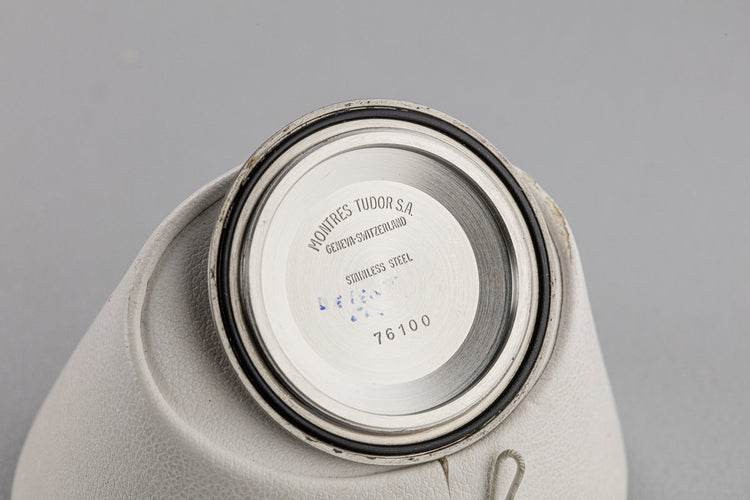 MONTRES TUDOR S.A.
GENEVA-SWITZERLAND
STAINLESS STEEL
76100